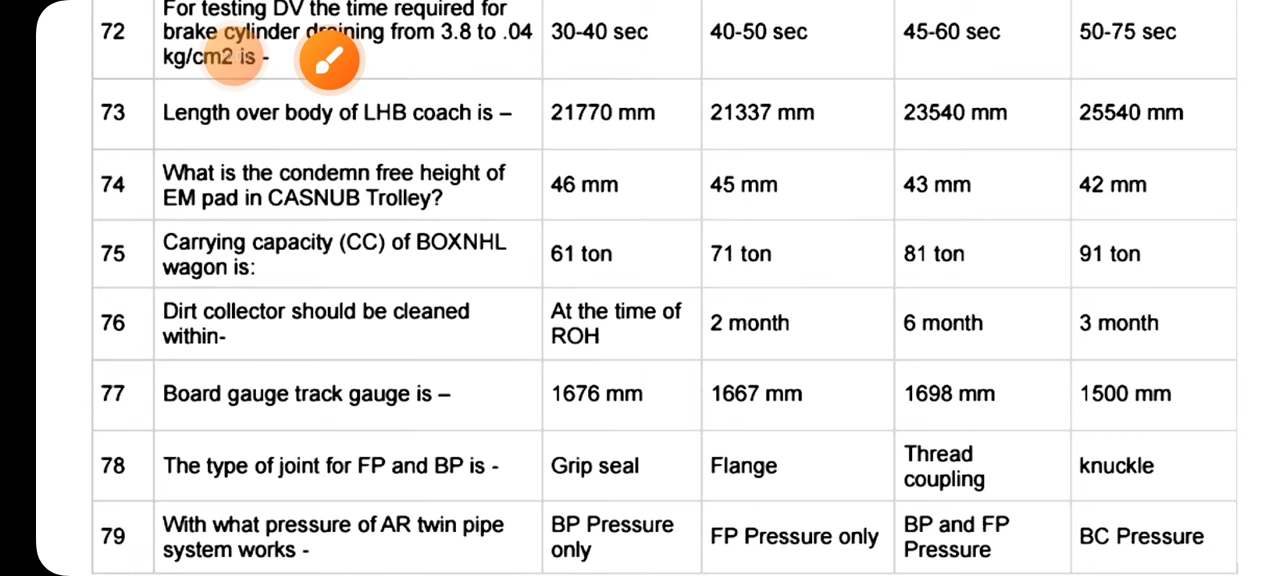 For testing DV the time required for
72 brake cylinder draining from 3.8 to .04 30-40 sec 40-50 sec 45-60 sec 50-75 sec
kg/cm2 is -
73 Length over body of LHB coach is – 21770 mm 21337 mm 23540 mm 25540 mm
What is the condemn free height of
74 46 mm 45 mm 43 mm 42 mm
EM pad in CASNUB Trolley?
Carrying capacity (CC) of BOXNHL
75 61 ton 71 ton 81 ton 91 ton
wagon is:
Dirt collector should be cleaned At the time of
76 2 month 6 month 3 month
within- ROH
77 Board gauge track gauge is – 1676 mm 1667 mm 1698 mm 1500 mm
Thread
78 The type of joint for FP and BP is - Grip seal Flange knuckle
coupling
With what pressure of AR twin pipe BP Pressure BP and FP
79 FP Pressure only BC Pressure
system works - only Pressure